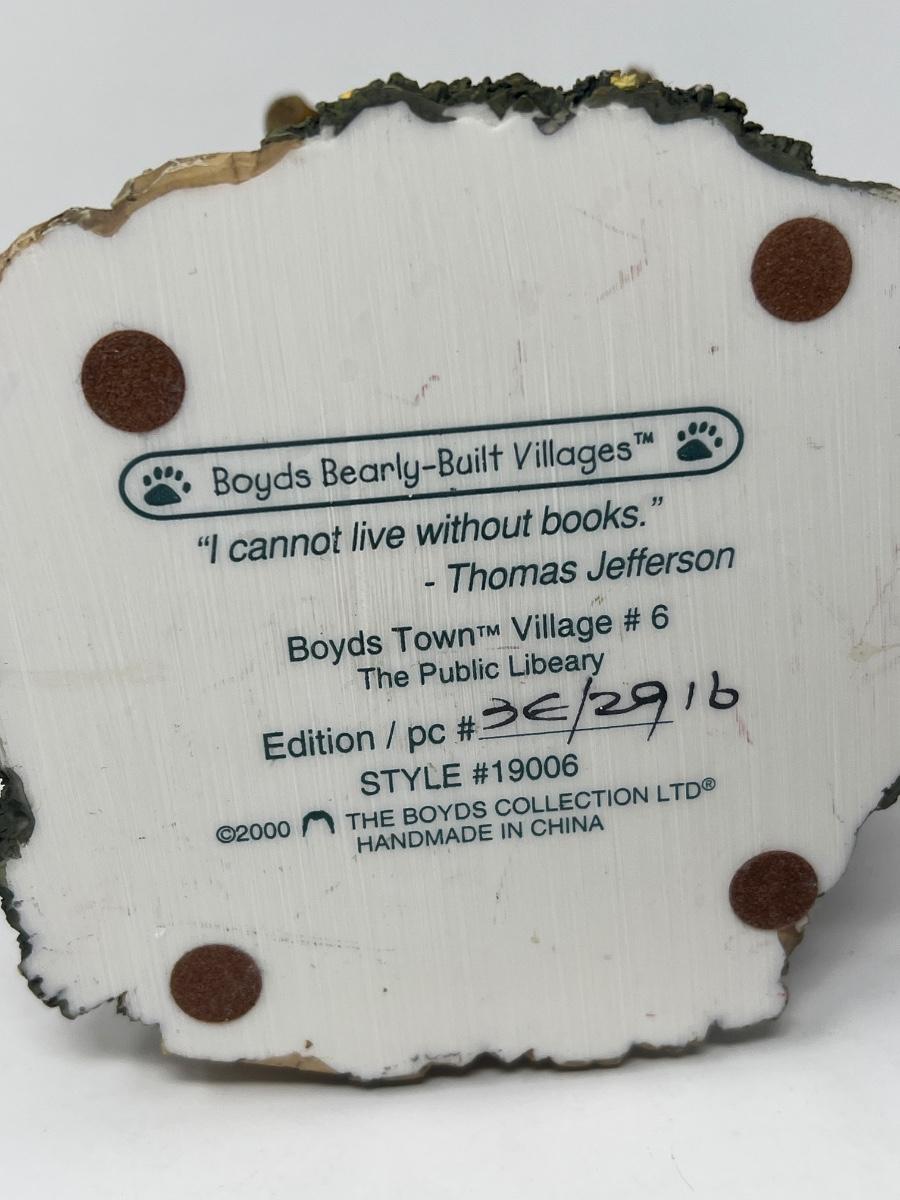 Boyds Bearly-Built Villages™
“I cannot live without books.”
- Thomas Jefferson
Boyds Town™ Village # 6
The Public Libeary
Edition / pc # 3E/2916
STYLE #19006
©2000 THE BOYDS COLLECTION LTD®
HANDMADE IN CHINA